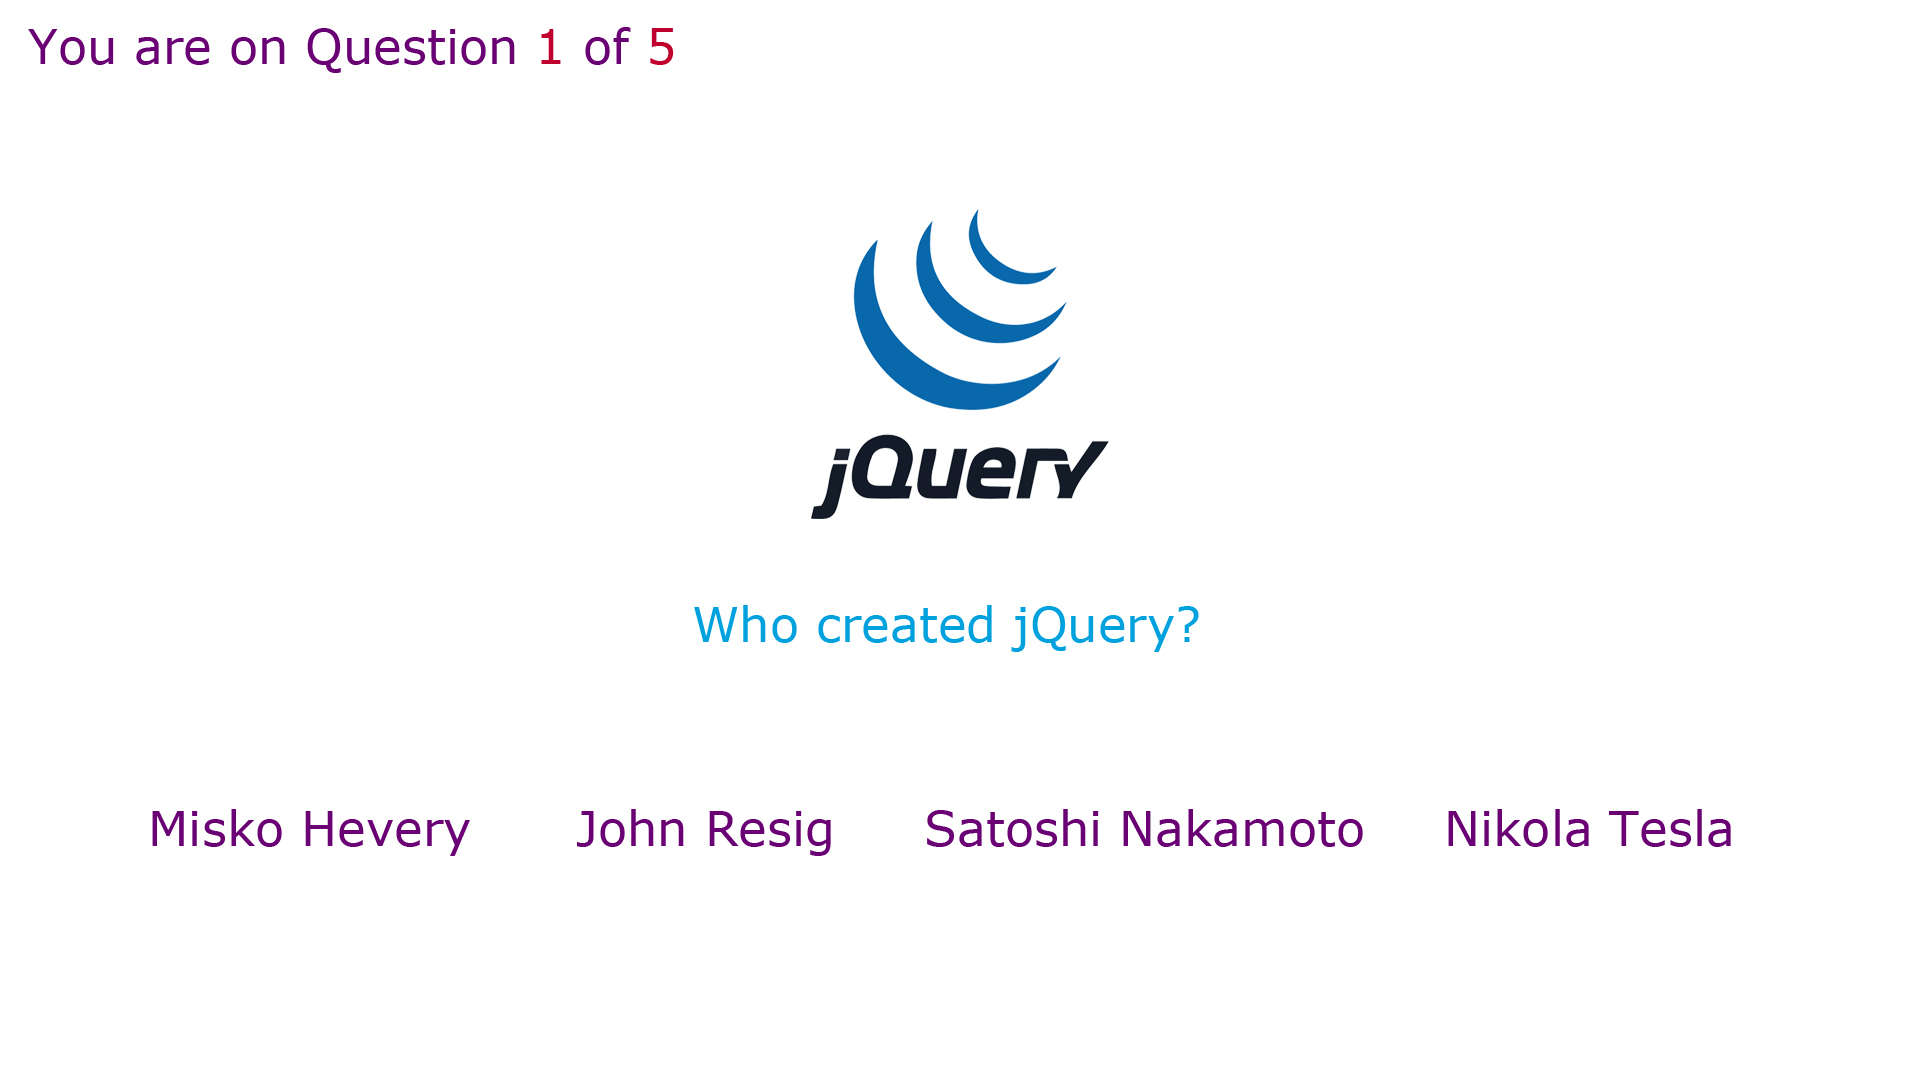 You are on Question 1 of 5
jQuery
Who created jQuery?
Misko Hevery John Resig Satoshi Nakamoto Nikola Tesla